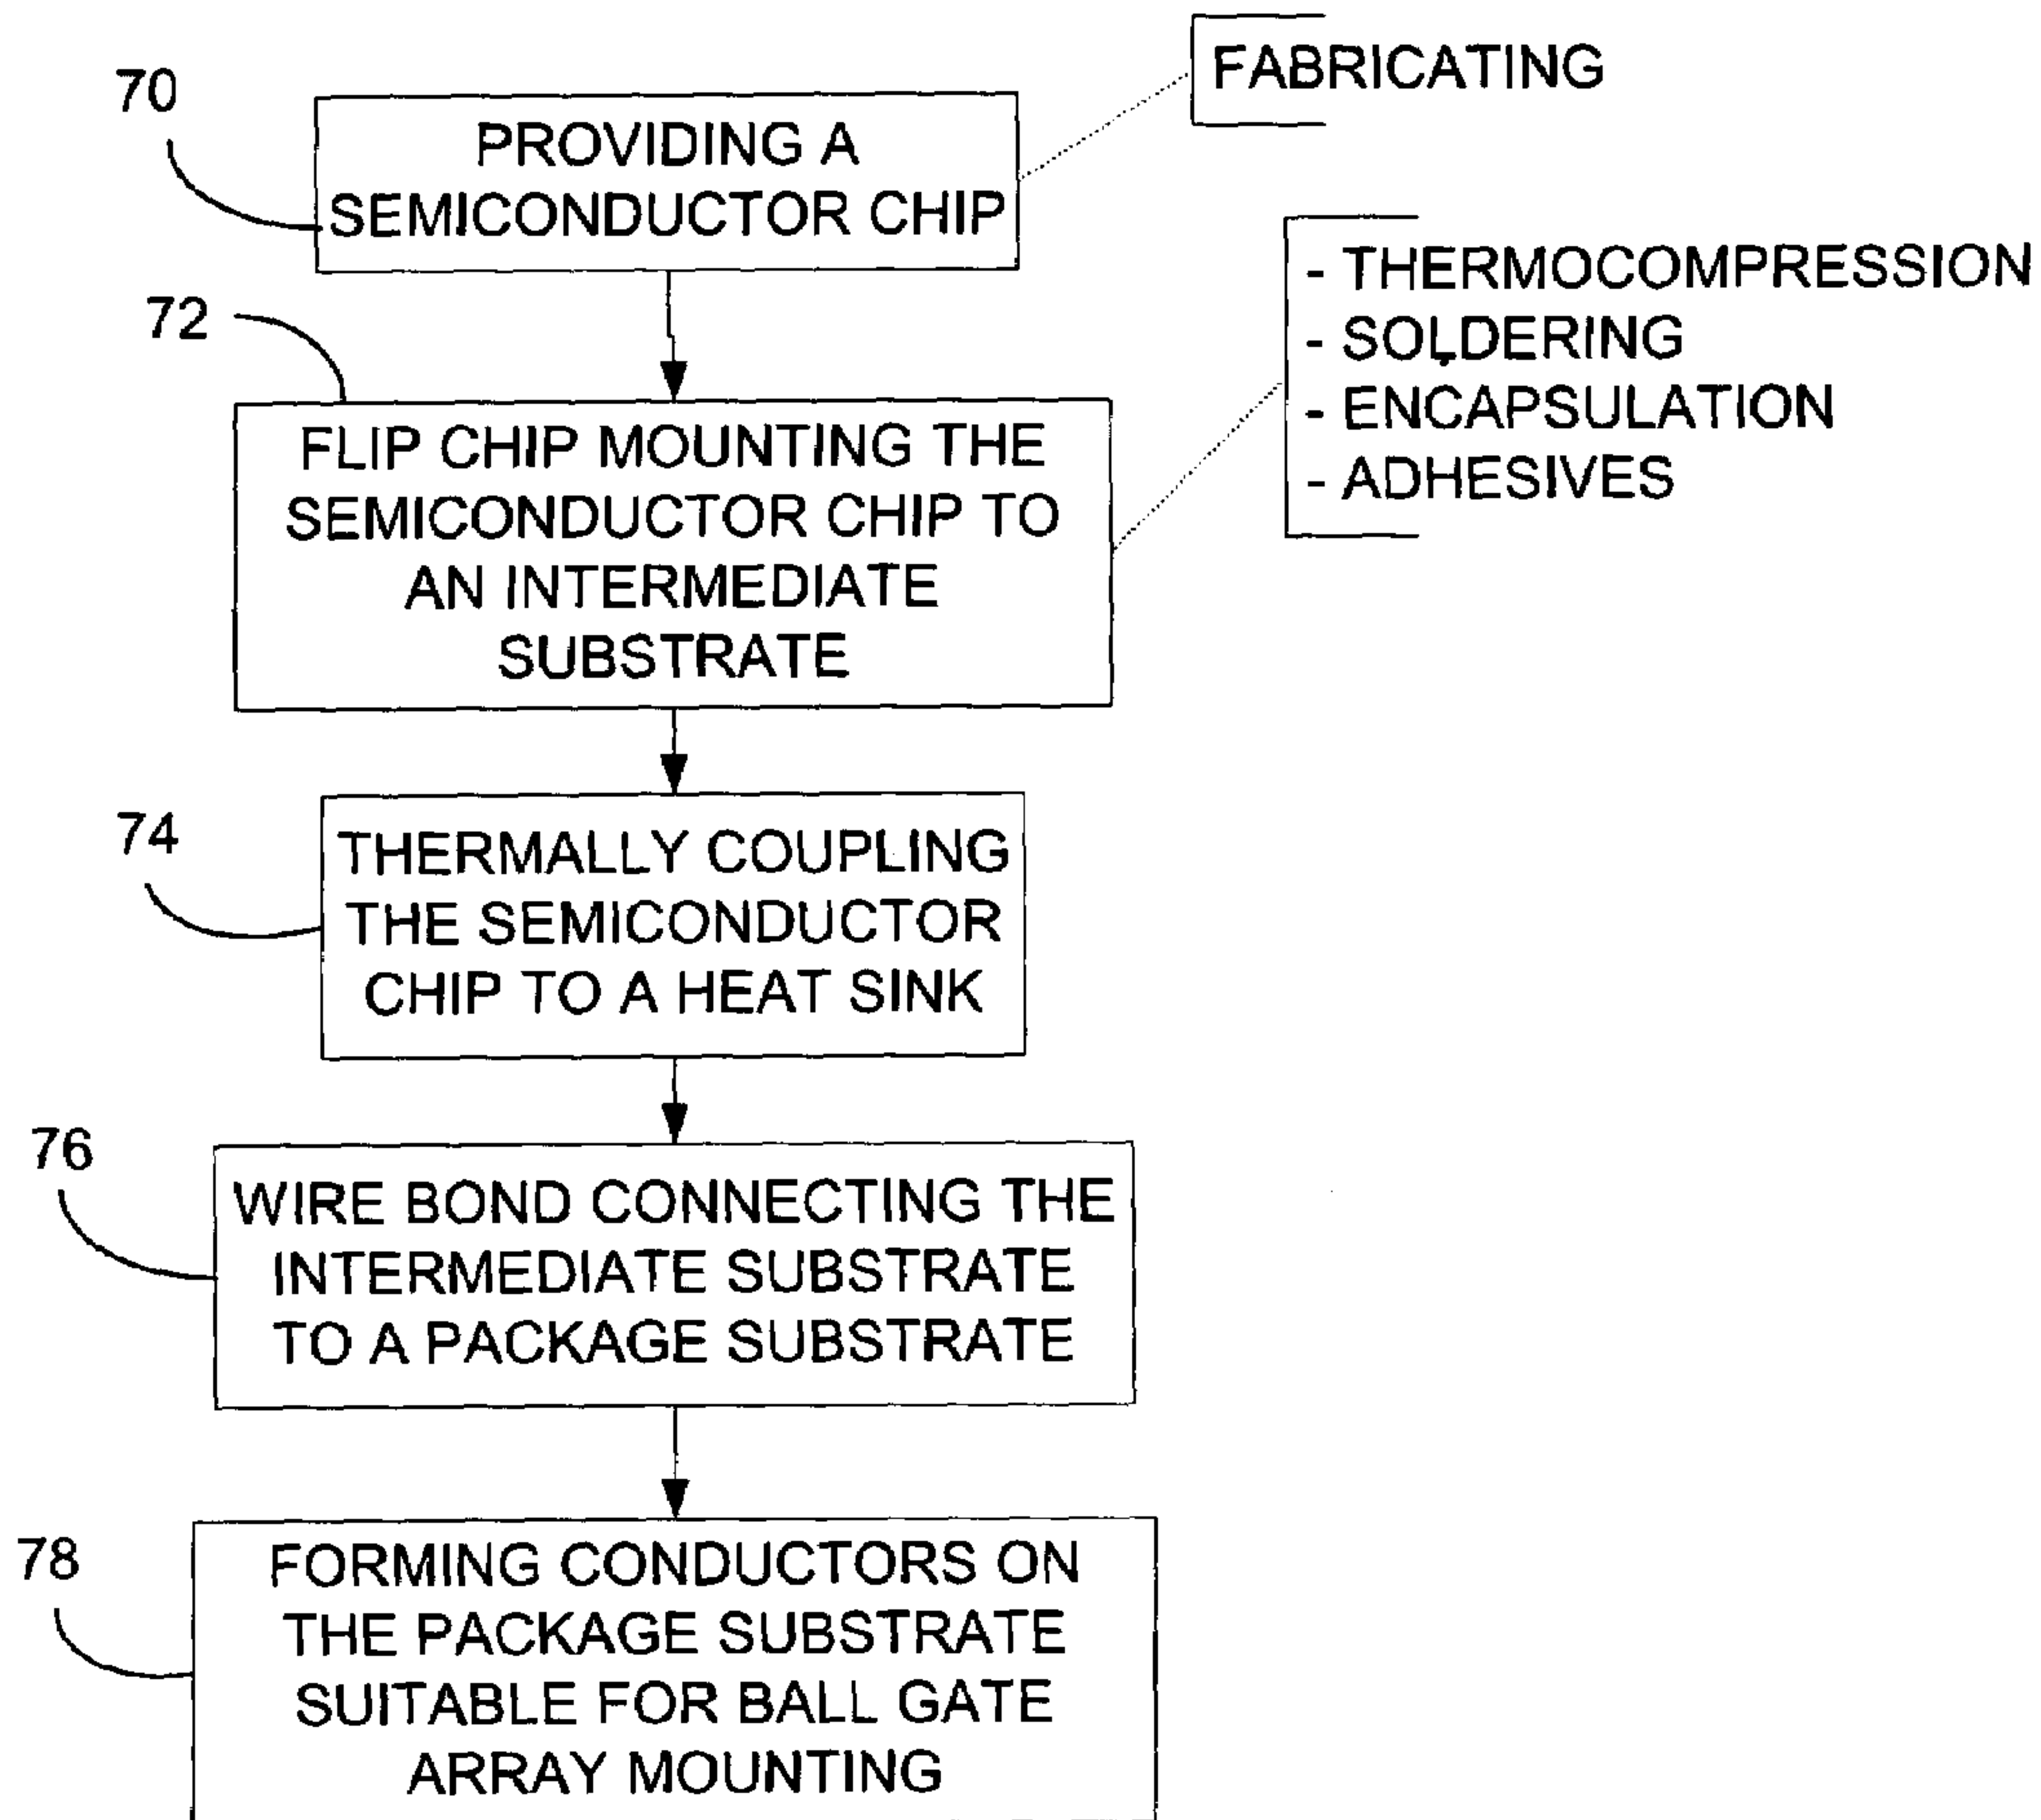 FABRICATING
70
PROVIDING A
SEMICONDUCTOR CHIP
- THERMOCOMPRESSION
- SOLDERING
- ENCAPSULATION
- ADHESIVES
72
FLIP CHIP MOUNTING THE
SEMICONDUCTOR CHIP TO
AN INTERMEDIATE
SUBSTRATE
74
THERMALLY COUPLING
THE SEMICONDUCTOR
CHIP TO A HEAT SINK
76
WIRE BOND CONNECTING THE
INTERMEDIATE SUBSTRATE
TO A PACKAGE SUBSTRATE
78
FORMING CONDUCTORS ON
THE PACKAGE SUBSTRATE
SUITABLE FOR BALL GATE
ARRAY MOUNTING